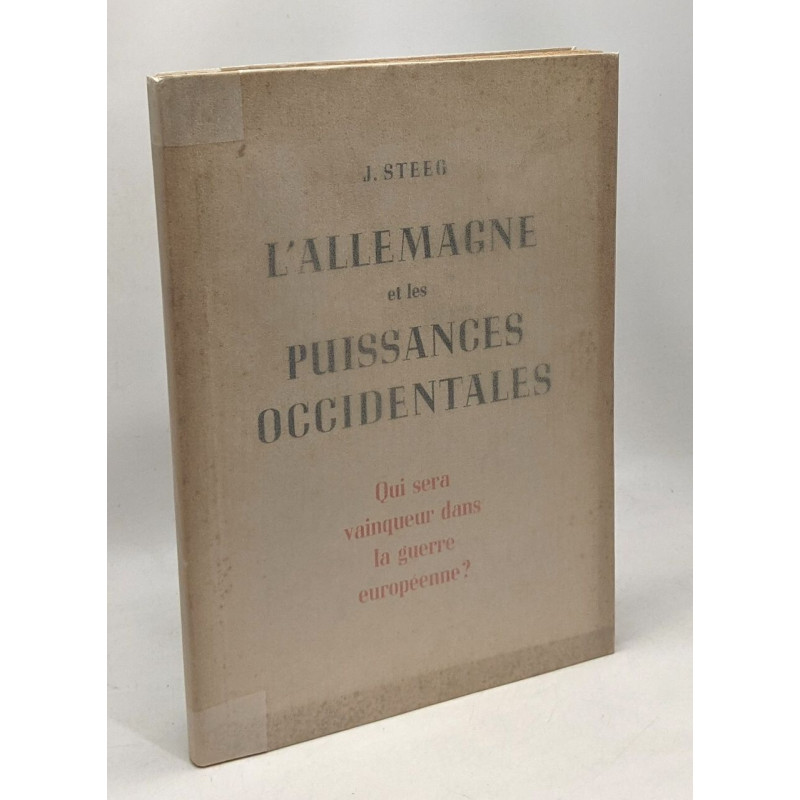 J. STEEG
L'ALLEMAGNE
et les
PUISSANCES
OCCIDENTALES
Qui sera
vainqueur dans
la guerre
européenne?